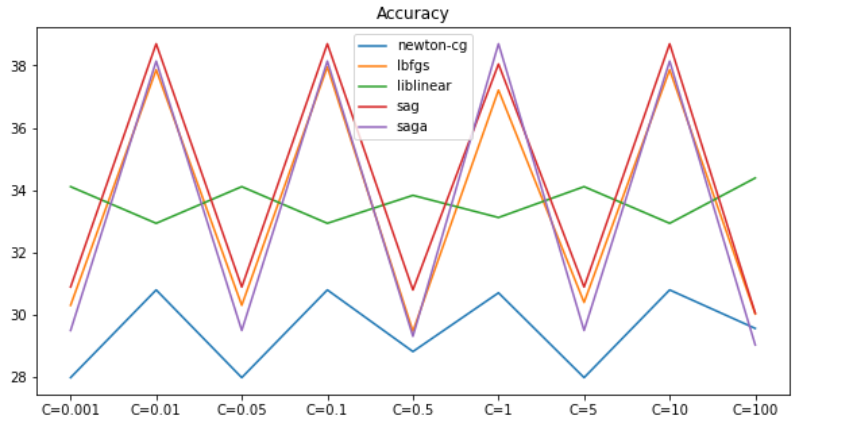 Accuracy
newton-cg
lbfgs
liblinear
sag
saga
38
36
34
32
30
28
C=0.001 C=0.01 C=0.05 C=0.1 C=0.5 C=1 C=5 C=10 C=100